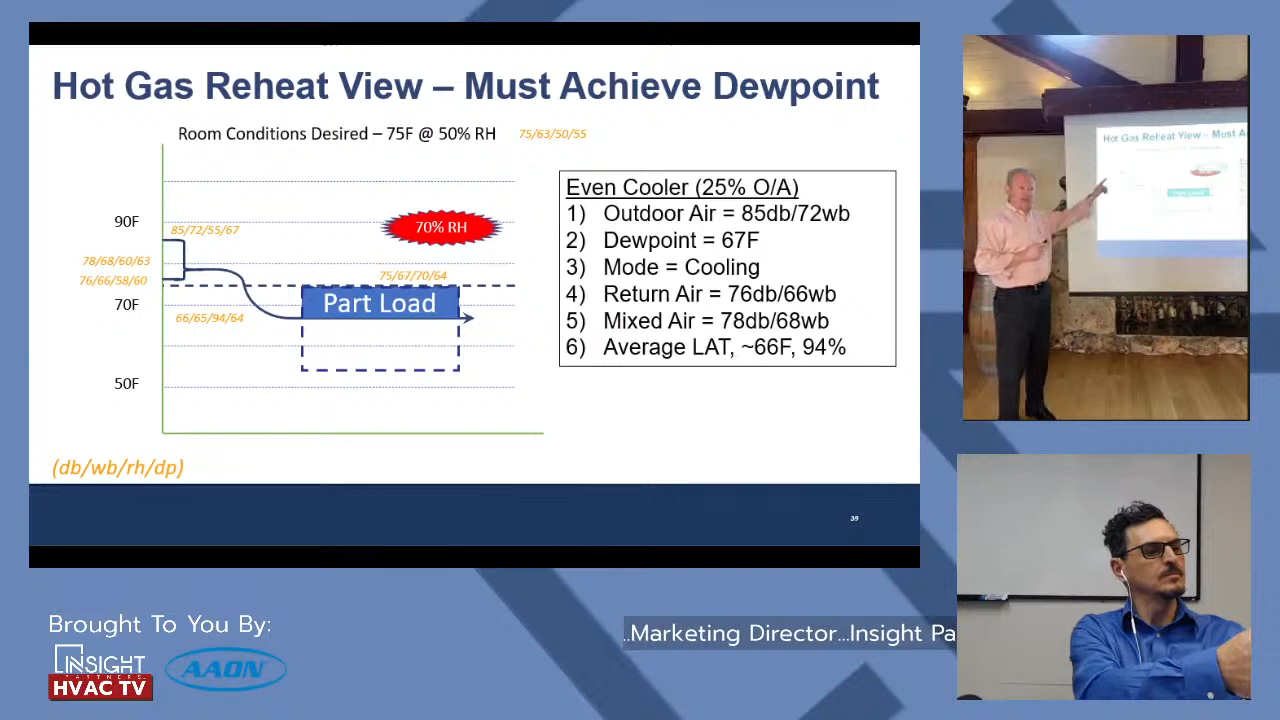 Hot Gas Reheat View – Must Achieve Dewpoint
Room Conditions Desired – 75F @ 50% RH
75/63/50/55
90F
85/72/55/67
70% RH
78/68/60/63
76/66/58/60
75/67/70/64
70F
Part Load
66/65/94/64
50F
(db/wb/rh/dp)
Even Cooler (25% O/A)
1) Outdoor Air = 85db/72wb
2) Dewpoint = 67F
3) Mode = Cooling
4) Return Air = 76db/66wb
5) Mixed Air = 78db/68wb
6) Average LAT, ~66F, 94%
39
Hot Gas Reheat View – Must A
Part Load
Brought To You By:
INSIGHT
PARTNERS
HVAC TV
AAON
..Marketing Director...Insight Pa